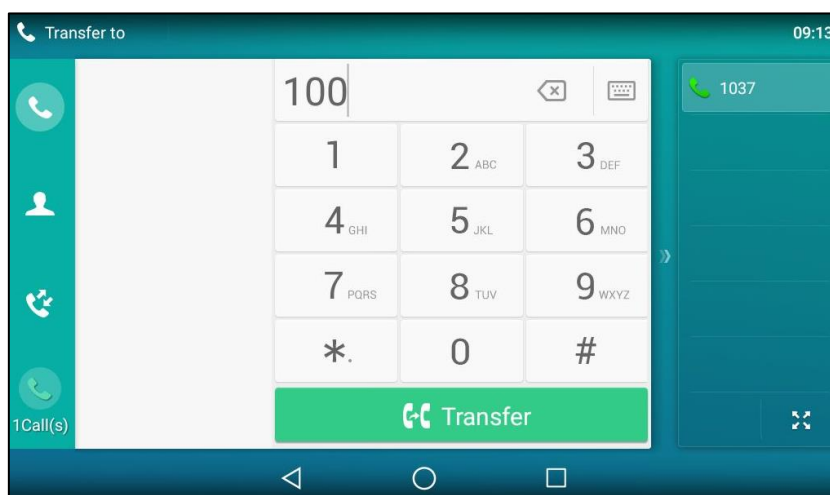 Transfer to
09:13
100
1037
1
2 ABC
3 DEF
4 GHI
5 JKL
6 MNO
7 PQRS
8 TUV
9 WXYZ
*.
0
#
Transfer
1Call(s)